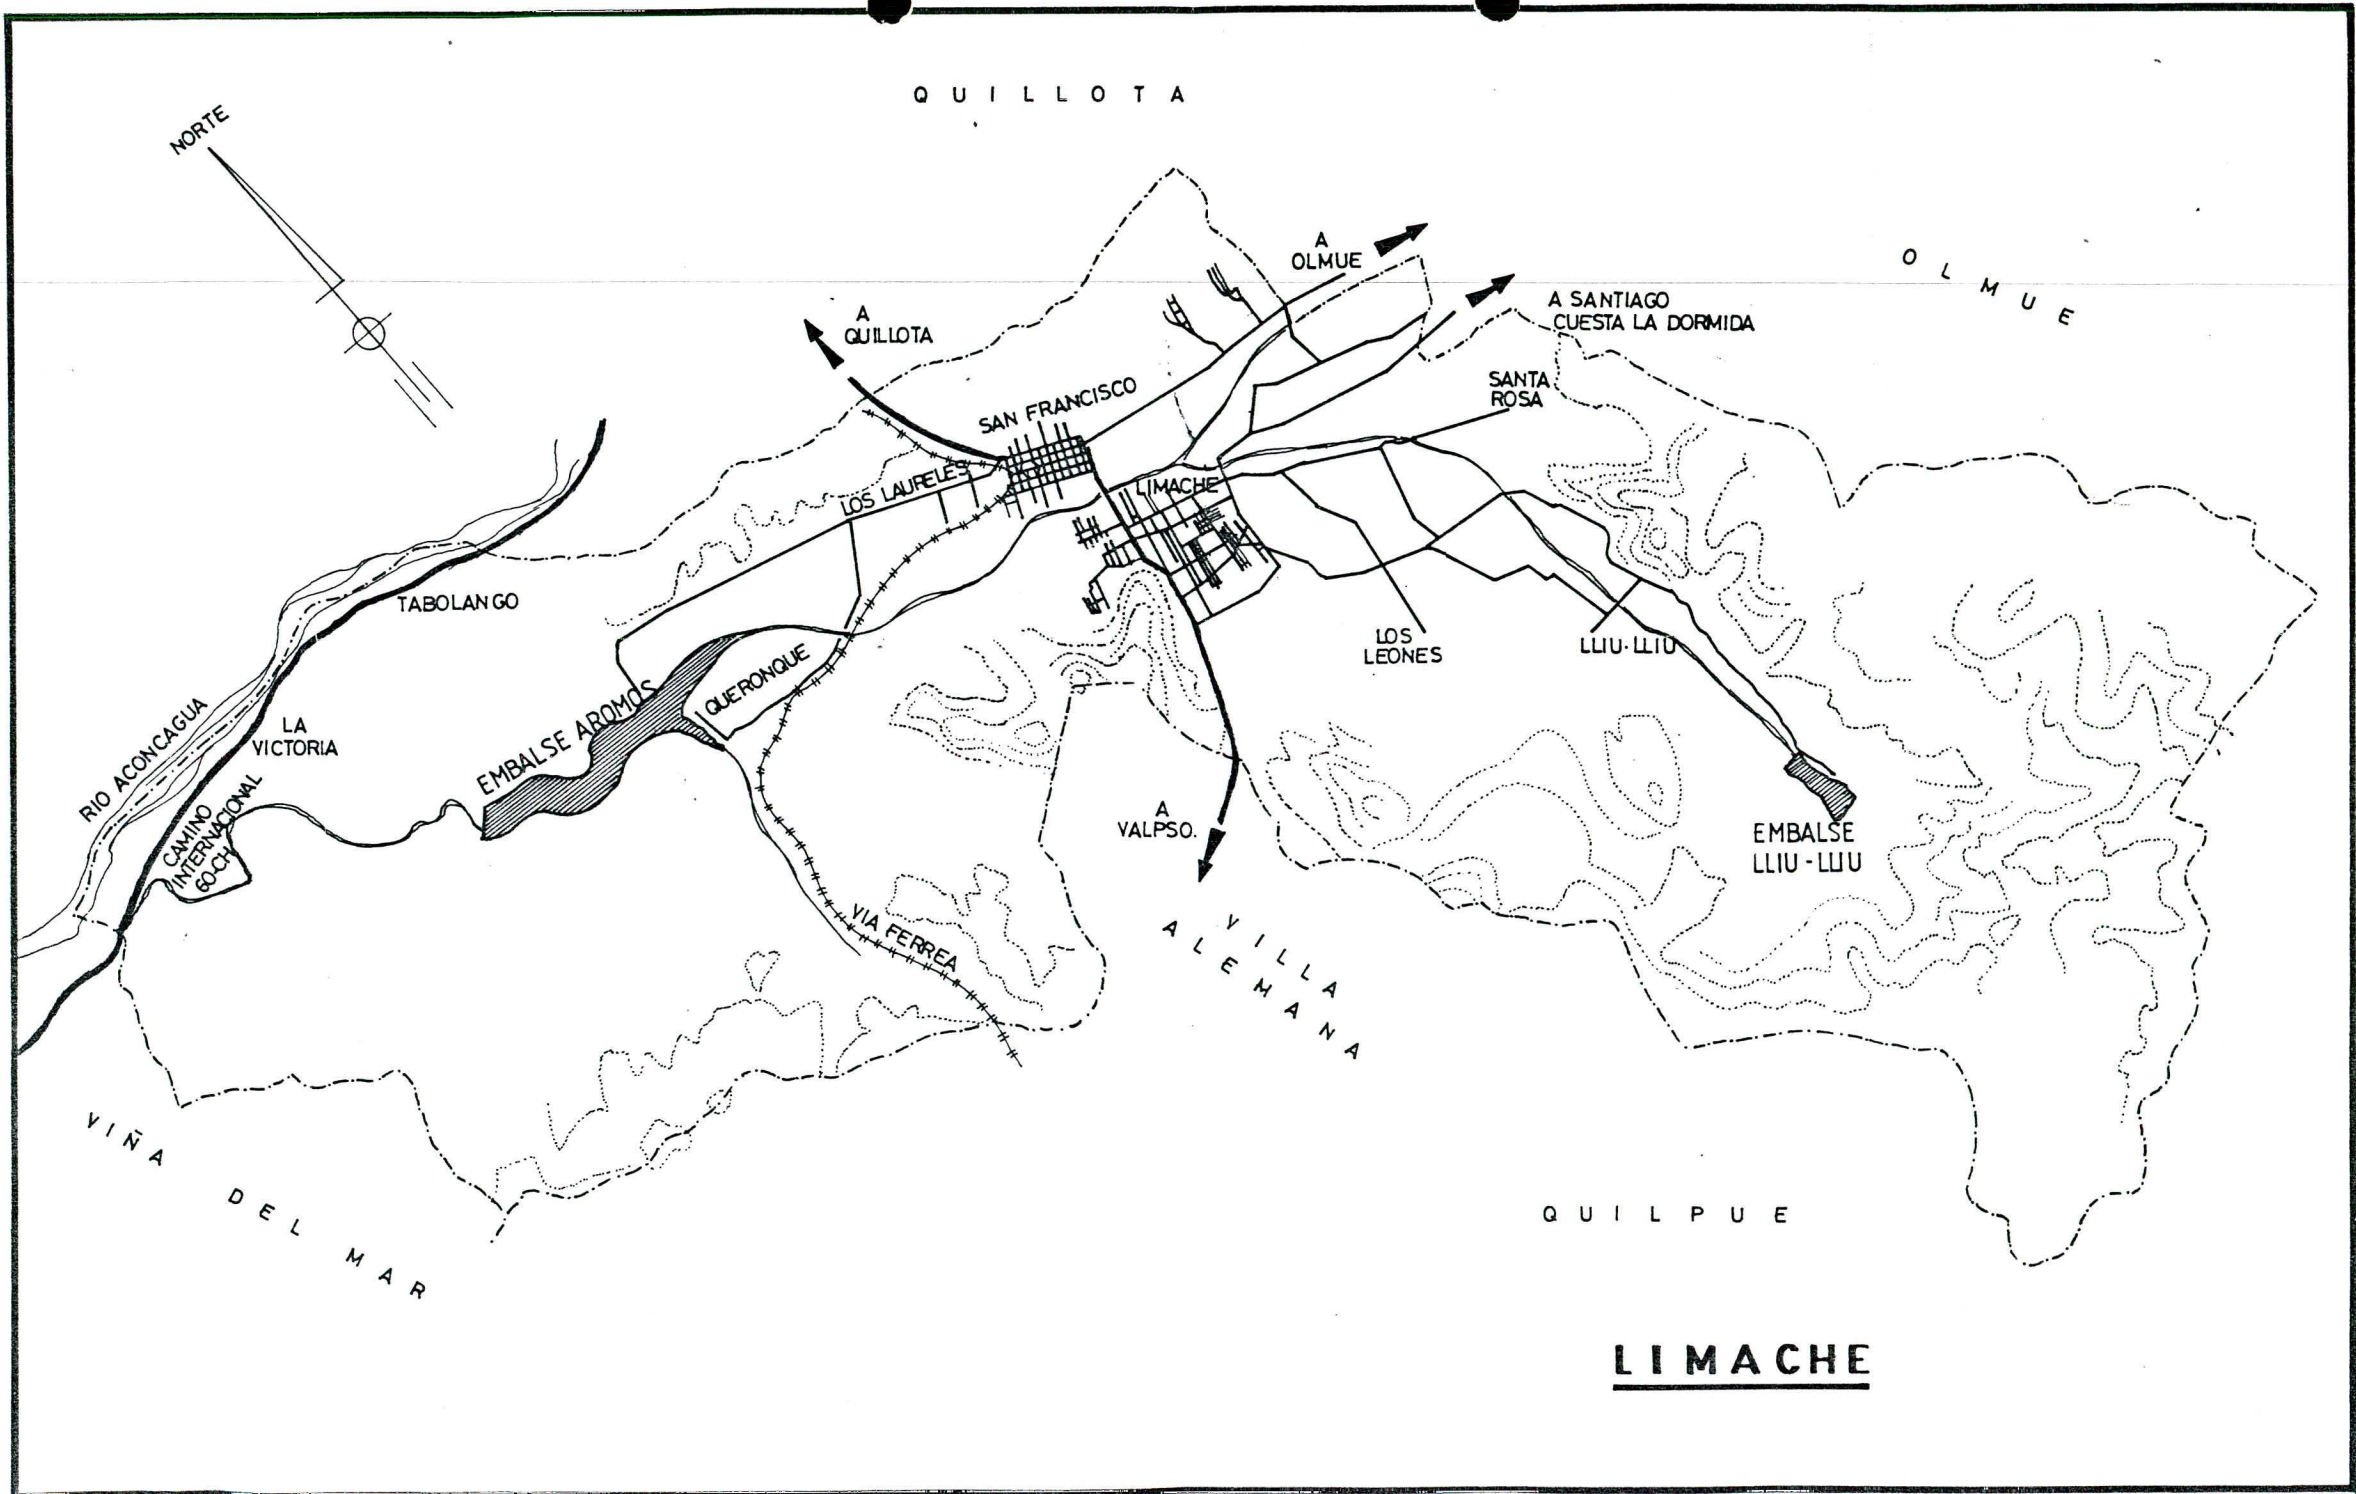 QUILLOTA
NORTE
OLMUE
A
OLMUE
A SANTIAGO
CUESTA LA DORMIDA
A
QUILLOTA
SANTA
ROSA
SAN FRANCISCO
LOS LAURELES
LIMACHE
TABOLANGO
LOS
LEONES
LLIU-LLIU
QUERONQUE
EMBALSE AROMOS
RIO ACONCAGUA
LA
VICTORIA
CAMINO
INTERNACIONAL
60-CH
A
VALPSO.
EMBALSE
LLIU-LLIU
VIA FERREA
VILLA
ALEMANA
VIÑA DEL MAR
QUILPUE
LIMACHE